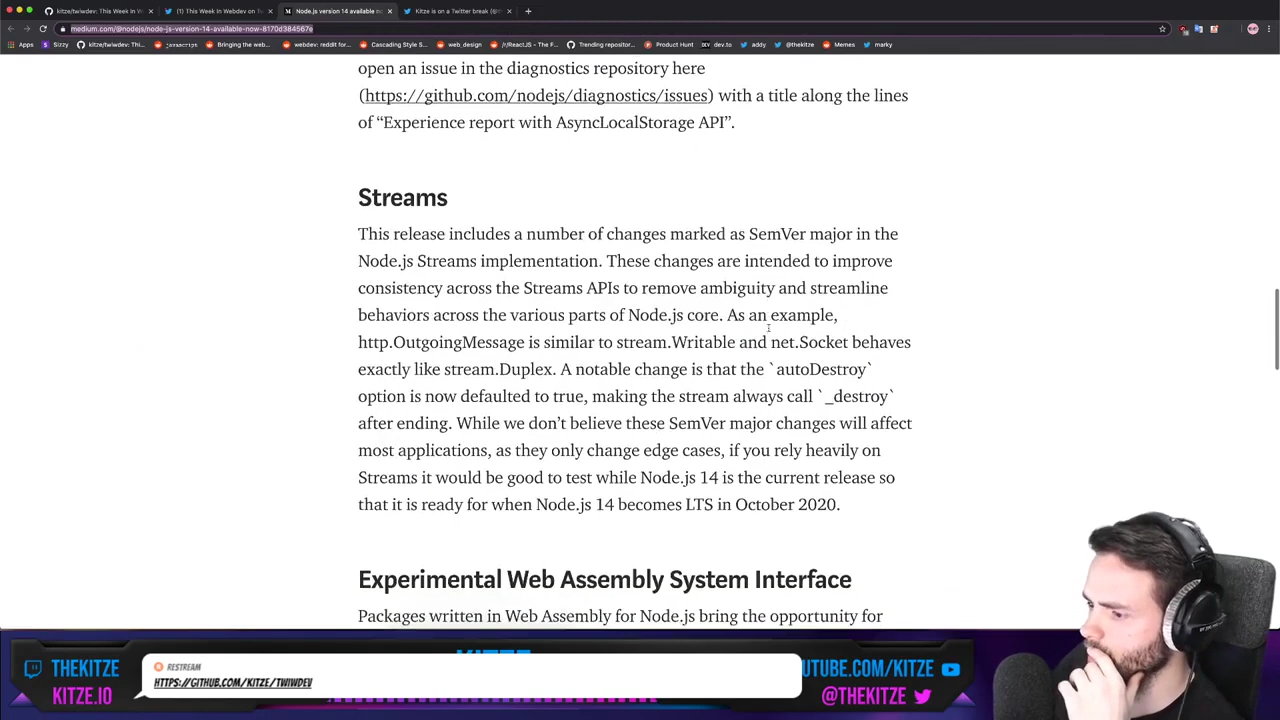 kitze/twiwdev: This Week in W
(1) This Week In Webdev on T
Node.js version 14 available n
Kitze is on a Twitter break (@
medium.com/@nodejs/node-js-version-14-available-now-8170d384567e
Apps
Sizzy
kitze/twiwdev: Thi...
javascript
Bringing the web...
webdev: reddit for...
Cascading Style S...
web_design
/r/ReactJS - The F...
Trending repositor...
Product Hunt
dev.to
addy
@thekitze
Memes
marky
open an issue in the diagnostics repository here
(https://github.com/nodejs/diagnostics/issues) with a title along the lines
of “Experience report with AsyncLocalStorage API”.
Streams
This release includes a number of changes marked as SemVer major in the
Node.js Streams implementation. These changes are intended to improve
consistency across the Streams APIs to remove ambiguity and streamline
behaviors across the various parts of Node.js core. As an example,
http.OutgoingMessage is similar to stream.Writable and net.Socket behaves
exactly like stream.Duplex. A notable change is that the `autoDestroy`
option is now defaulted to true, making the stream always call `_destroy`
after ending. While we don’t believe these SemVer major changes will affect
most applications, as they only change edge cases, if you rely heavily on
Streams it would be good to test while Node.js 14 is the current release so
that it is ready for when Node.js 14 becomes LTS in October 2020.
Experimental Web Assembly System Interface
Packages written in Web Assembly for Node.js bring the opportunity for
THEKITZE
KITZE.IO
RESTREAM
HTTPS://GITHUB.COM/KITZE/TWIWDEV
UTUBE.COM/KITZE
@THEKITZE